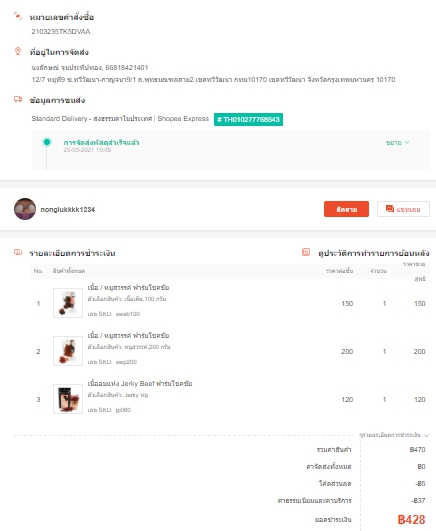 หมายเลขคำสั่งซื้อ
2103235TK5DVAA
ที่อยู่ในการจัดส่ง
นงลักษณ์ จุนประทีปทอง, 66818421401
12/7 หมู่ที่9 ซ.ทวีวัฒนา-กาญจนา9/1 ถ.พุทธมณฑลสาย2 เขตทวีวัฒนา กทม10170 เขตทวีวัฒนา จังหวัดกรุงเทพมหานคร 10170
ข้อมูลการขนส่ง
Standard Delivery - ส่งธรรมดาในประเทศ | Shopee Express # TH010277768543
การจัดส่งพัสดุสำเร็จแล้ว ขยาย
25-03-2021 10:09
nonglukkkk1234 ติดตาม แชทเลย
รายละเอียดการชำระเงิน ดูประวัติการทำรายการย้อนหลัง
No. สินค้าทั้งหมด ราคาต่อชิ้น จำนวน ราคาขายสุทธิ
1 เนื้อ / หมูสวรรค์ ฟาร์มโชคชัย 150 1 150
ตัวเลือกสินค้า: เนื้อเค็ม,100 กรัม
เลข SKU: swab100
2 เนื้อ / หมูสวรรค์ ฟาร์มโชคชัย 200 1 200
ตัวเลือกสินค้า: หมูสวรรค์,200 กรัม
เลข SKU: swp200
3 เนื้ออบแห้ง Jerky Beef ฟาร์มโชคชัย 120 1 120
ตัวเลือกสินค้า: Jerky หมู
เลข SKU: jp060
ดูรายละเอียดการชำระเงิน
รวมค่าสินค้า ฿470
ค่าจัดส่งทั้งหมด ฿0
โค้ดส่วนลด -฿5
ค่าธรรมเนียมและค่าบริการ -฿37
ยอดชำระเงิน ฿428